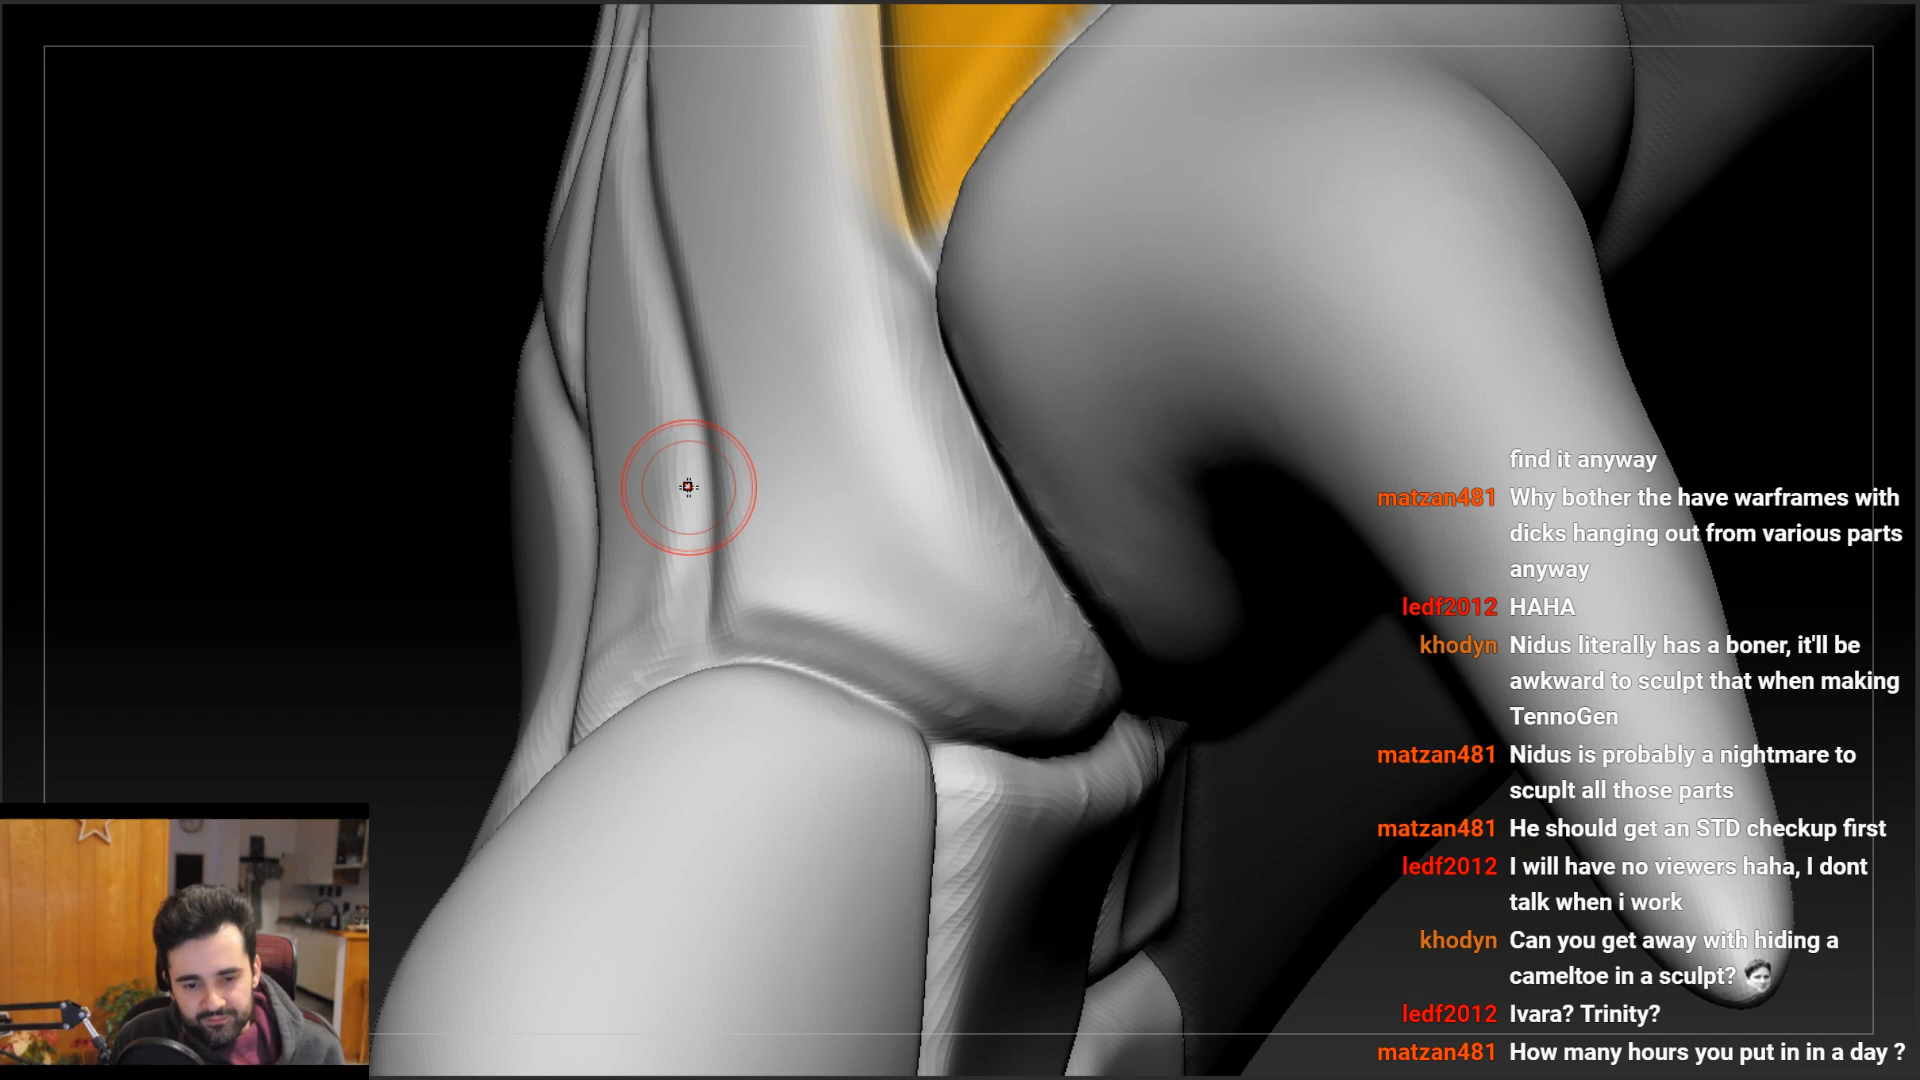 find it anyway
matzan481 Why bother the have warframes with
dicks hanging out from various parts
anyway
ledf2012 HAHA
khodyn Nidus literally has a boner, it'll be
awkward to sculpt that when making
TennoGen
matzan481 Nidus is probably a nightmare to
scuplt all those parts
matzan481 He should get an STD checkup first
ledf2012 I will have no viewers haha, I dont
talk when i work
khodyn Can you get away with hiding a
cameltoe in a sculpt?
ledf2012 Ivara? Trinity?
matzan481 How many hours you put in in a day ?